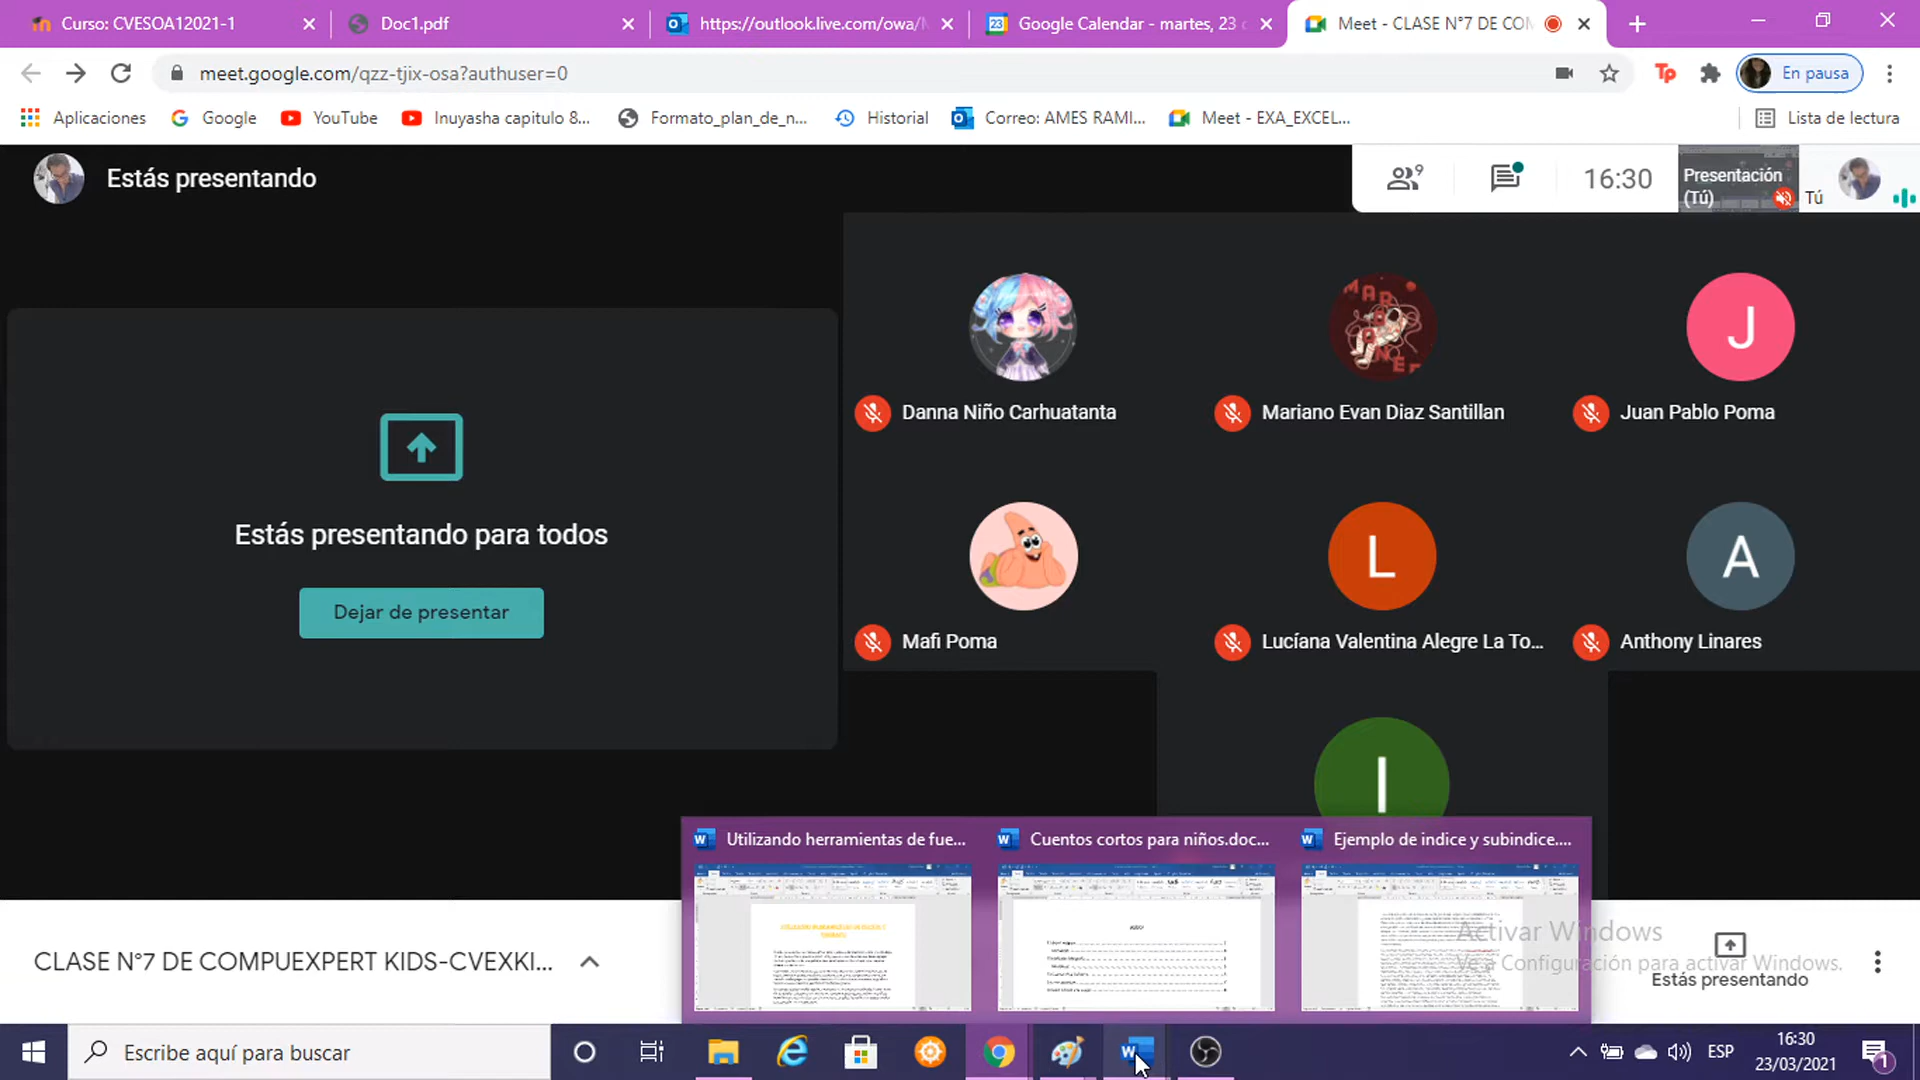 Curso: CVESOA12021-1
Doc1.pdf
https://outlook.live.com/owa/
Google Calendar - martes, 23
Meet - CLASE N°7 DE CO
meet.google.com/qzz-tjix-osa?authuser=0
En pausa
Aplicaciones
Google
YouTube
Inuyasha capitulo 8...
Formato_plan_de_n...
Historial
Correo: AMES RAMI...
Meet - EXA_EXCEL...
Lista de lectura
Estás presentando
9
16:30
Presentación
(Tú)
Tú
Danna Niño Carhuatanta
Mariano Evan Diaz Santillan
J
Juan Pablo Poma
Estás presentando para todos
Dejar de presentar
Mafi Poma
L
Lucíana Valentina Alegre La To...
A
Anthony Linares
I
Utilizando herramientas de fue...
Cuentos cortos para niños.doc...
Ejemplo de indice y subindice....
Activar Windows
Ve a Configuración para activar Windows.
CLASE N°7 DE COMPUEXPERT KIDS-CVEXKI...
Estás presentando
Escribe aquí para buscar
ESP
16:30
23/03/2021
1